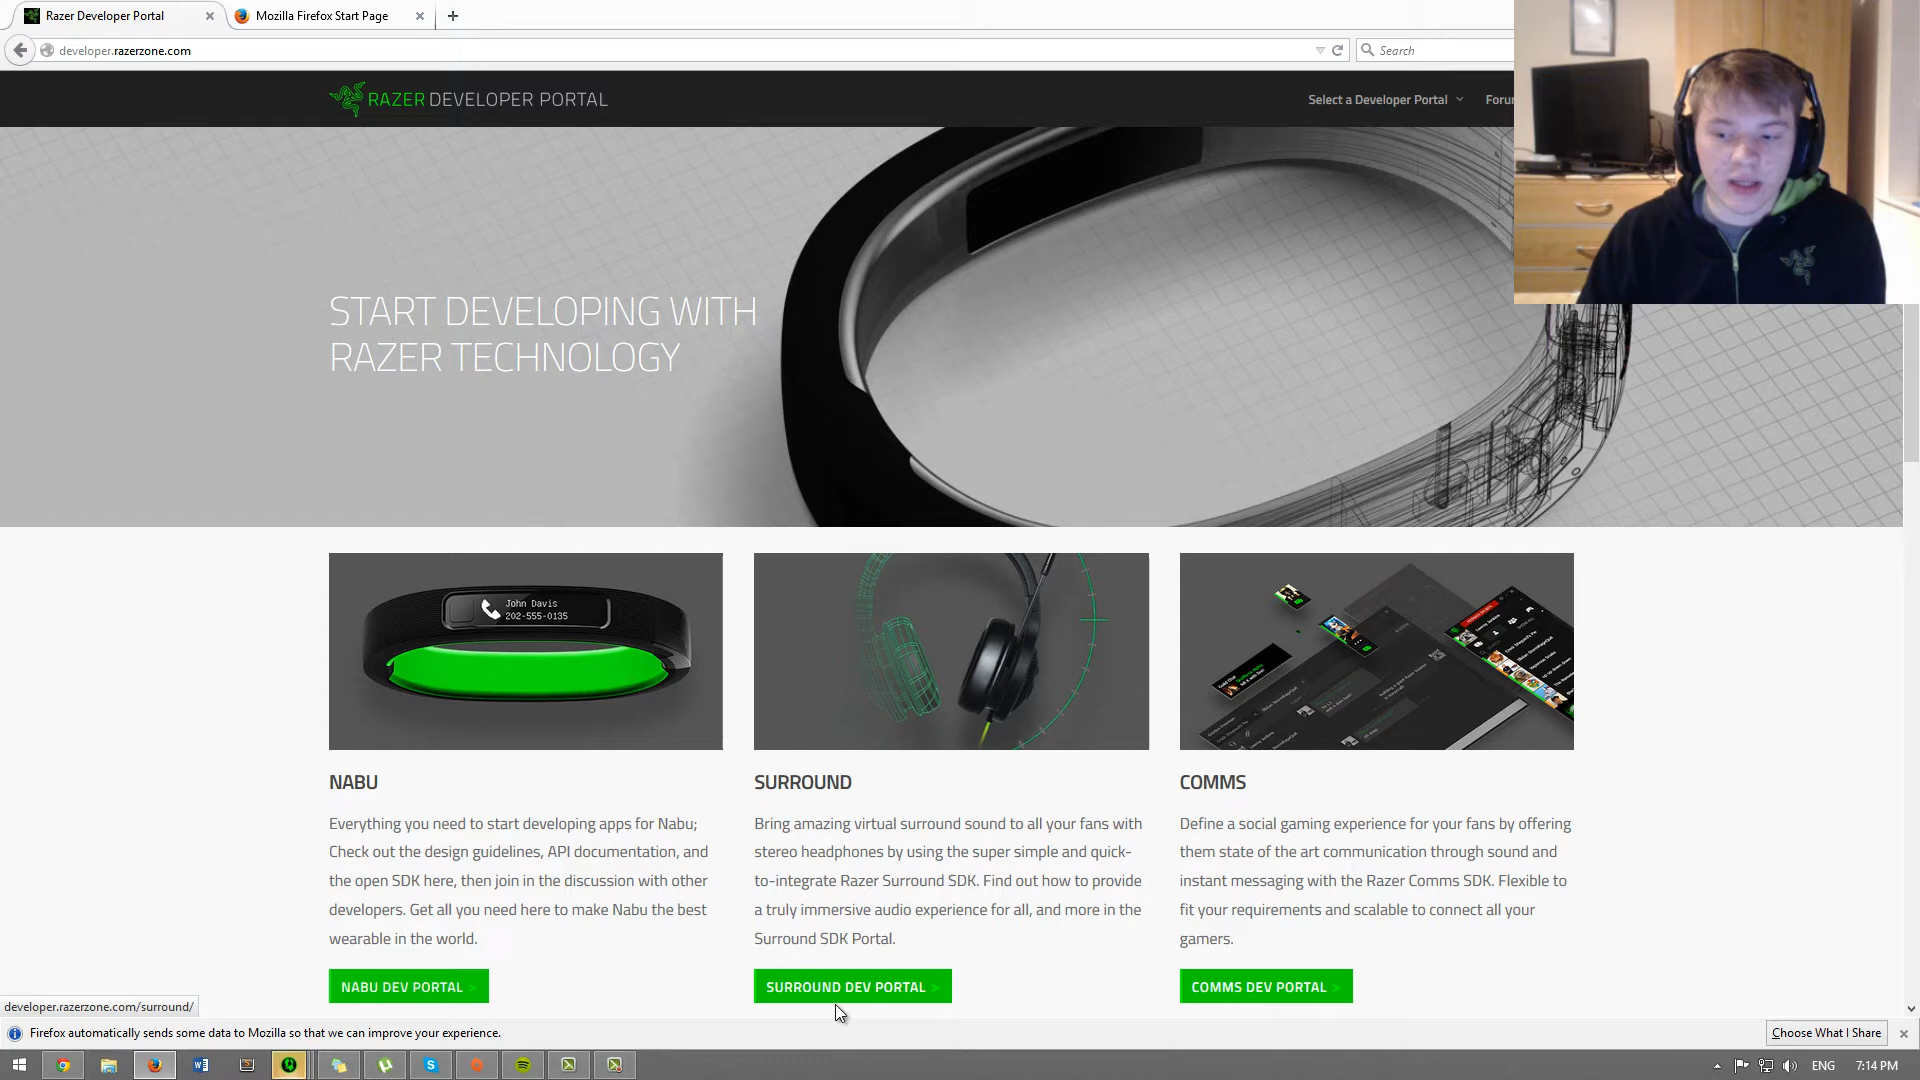 Razer Developer Portal
Mozilla Firefox Start Page
developer.razerzone.com
Search
RAZER DEVELOPER PORTAL
Select a Developer Portal
Foru
START DEVELOPING WITH
RAZER TECHNOLOGY
John Davis
202-555-0135
NABU
Everything you need to start developing apps for Nabu;
Check out the design guidelines, API documentation, and
the open SDK here, then join in the discussion with other
developers. Get all you need here to make Nabu the best
wearable in the world.
NABU DEV PORTAL >
SURROUND
Bring amazing virtual surround sound to all your fans with
stereo headphones by using the super simple and quick-
to-integrate Razer Surround SDK. Find out how to provide
a truly immersive audio experience for all, and more in the
Surround SDK Portal.
SURROUND DEV PORTAL >
COMMS
Define a social gaming experience for your fans by offering
them state of the art communication through sound and
instant messaging with the Razer Comms SDK. Flexible to
fit your requirements and scalable to connect all your
gamers.
COMMS DEV PORTAL >
developer.razerzone.com/surround/
Firefox automatically sends some data to Mozilla so that we can improve your experience.
Choose What I Share
ENG
7:14 PM